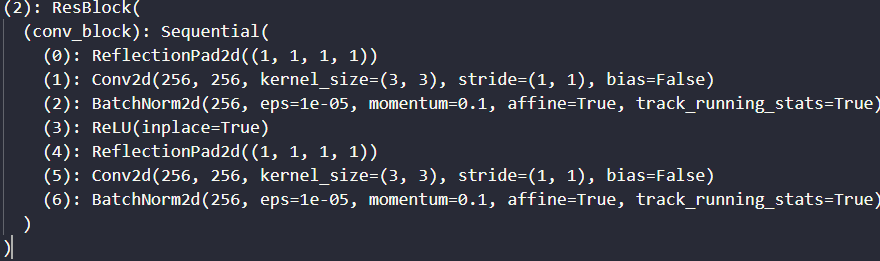 (2): ResBlock(
(conv_block): Sequential(
(0): ReflectionPad2d((1, 1, 1, 1))
(1): Conv2d(256, 256, kernel_size=(3, 3), stride=(1, 1), bias=False)
(2): BatchNorm2d(256, eps=1e-05, momentum=0.1, affine=True, track_running_stats=True)
(3): ReLU(inplace=True)
(4): ReflectionPad2d((1, 1, 1, 1))
(5): Conv2d(256, 256, kernel_size=(3, 3), stride=(1, 1), bias=False)
(6): BatchNorm2d(256, eps=1e-05, momentum=0.1, affine=True, track_running_stats=True)
)
)